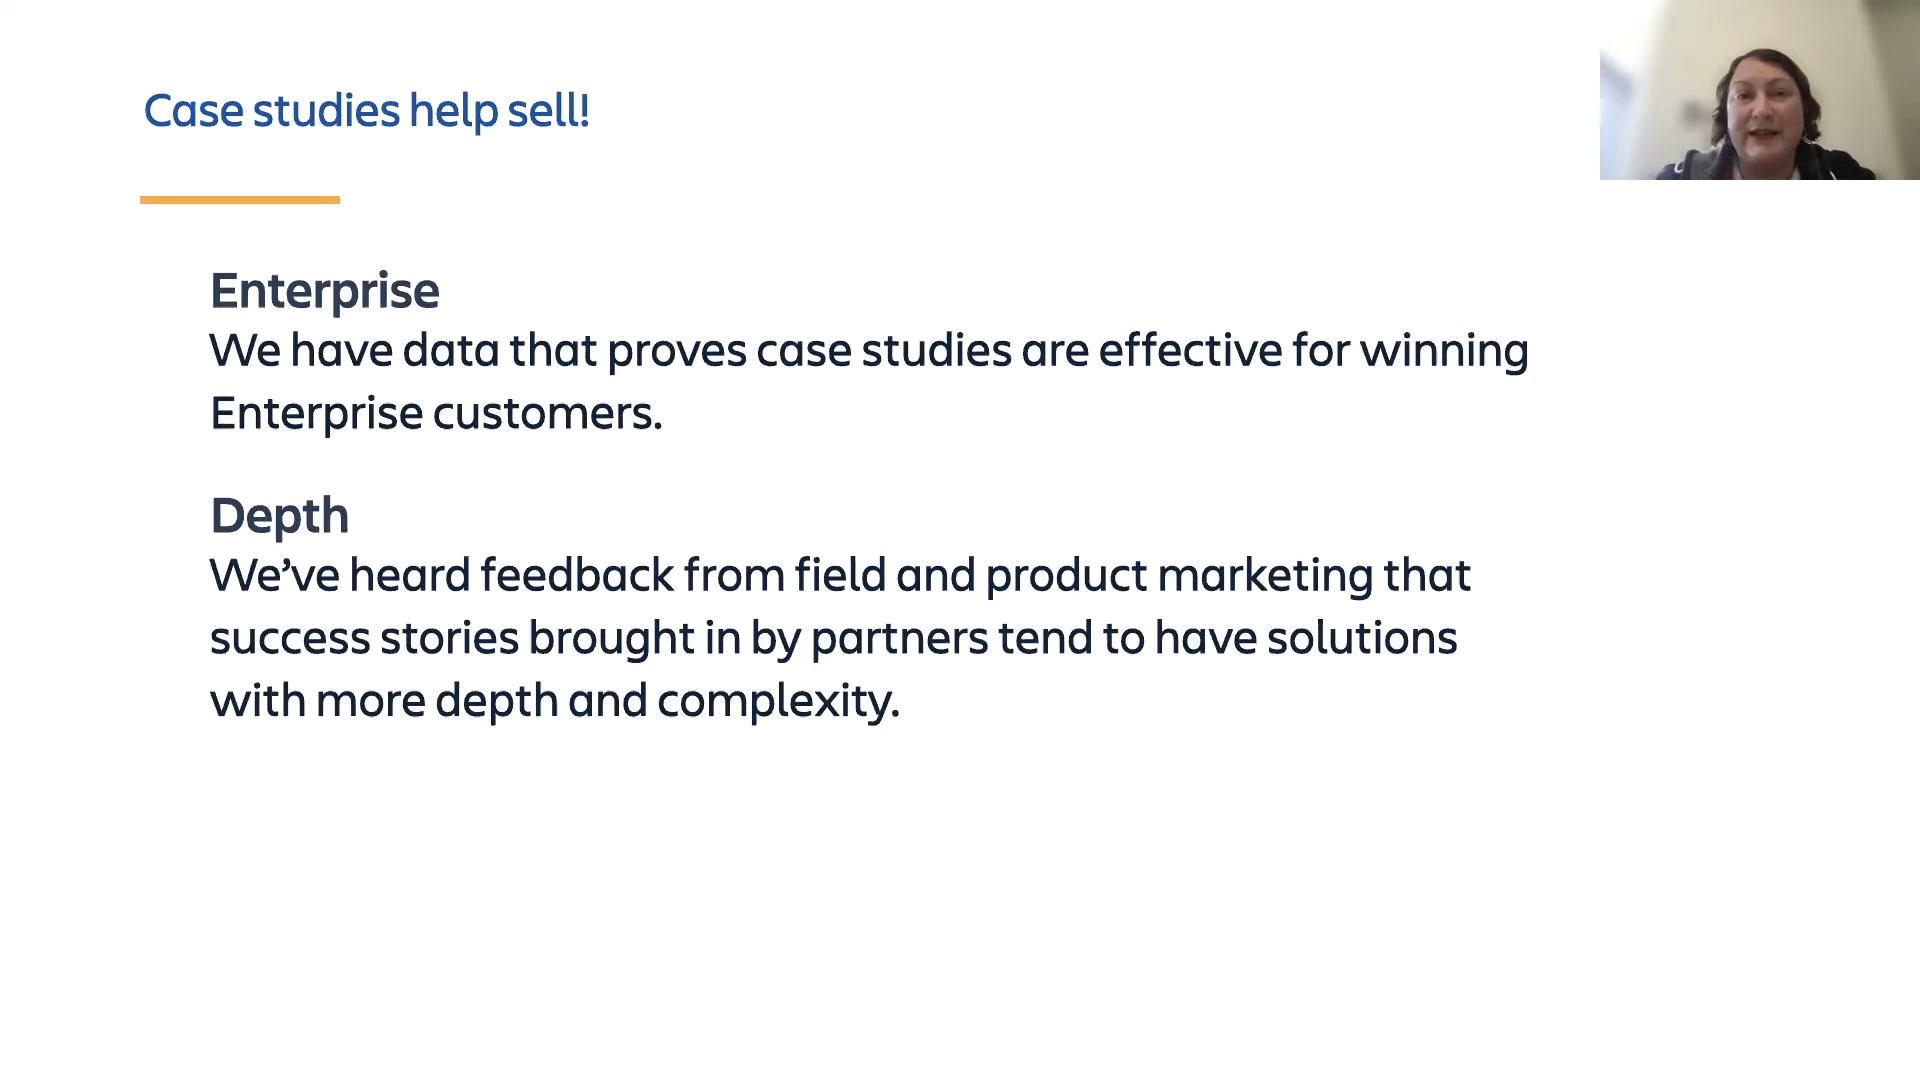 Case studies help sell!
Enterprise
We have data that proves case studies are effective for winning
Enterprise customers.
Depth
We’ve heard feedback from field and product marketing that
success stories brought in by partners tend to have solutions
with more depth and complexity.